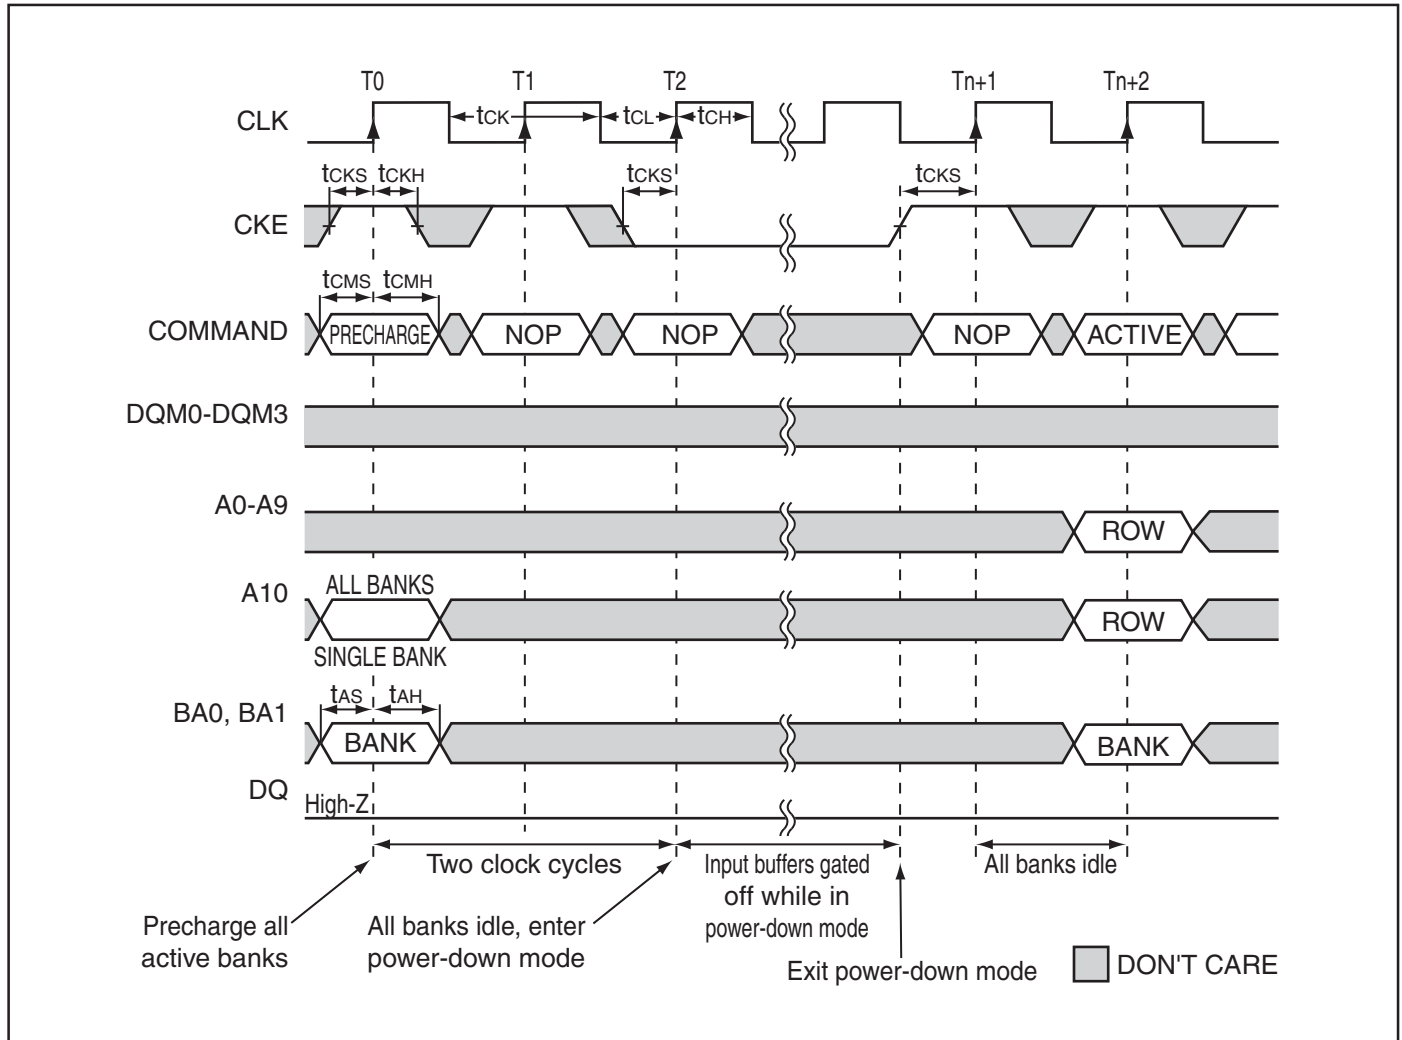 T0 T1 T2 Tn+1 Tn+2
CLK tCK tCL tCH
tCKS tCKH tCKS tCKS
CKE
tCMS tCMH
COMMAND PRECHARGE NOP NOP NOP ACTIVE
DQM0-DQM3
A0-A9 ROW
A10 ALL BANKS ROW
SINGLE BANK
tAS tAH
BA0, BA1 BANK BANK
DQ High-Z
Two clock cycles
Input buffers gated
off while in
power-down mode
All banks idle
Precharge all
active banks
All banks idle, enter
power-down mode
Exit power-down mode
DON'T CARE